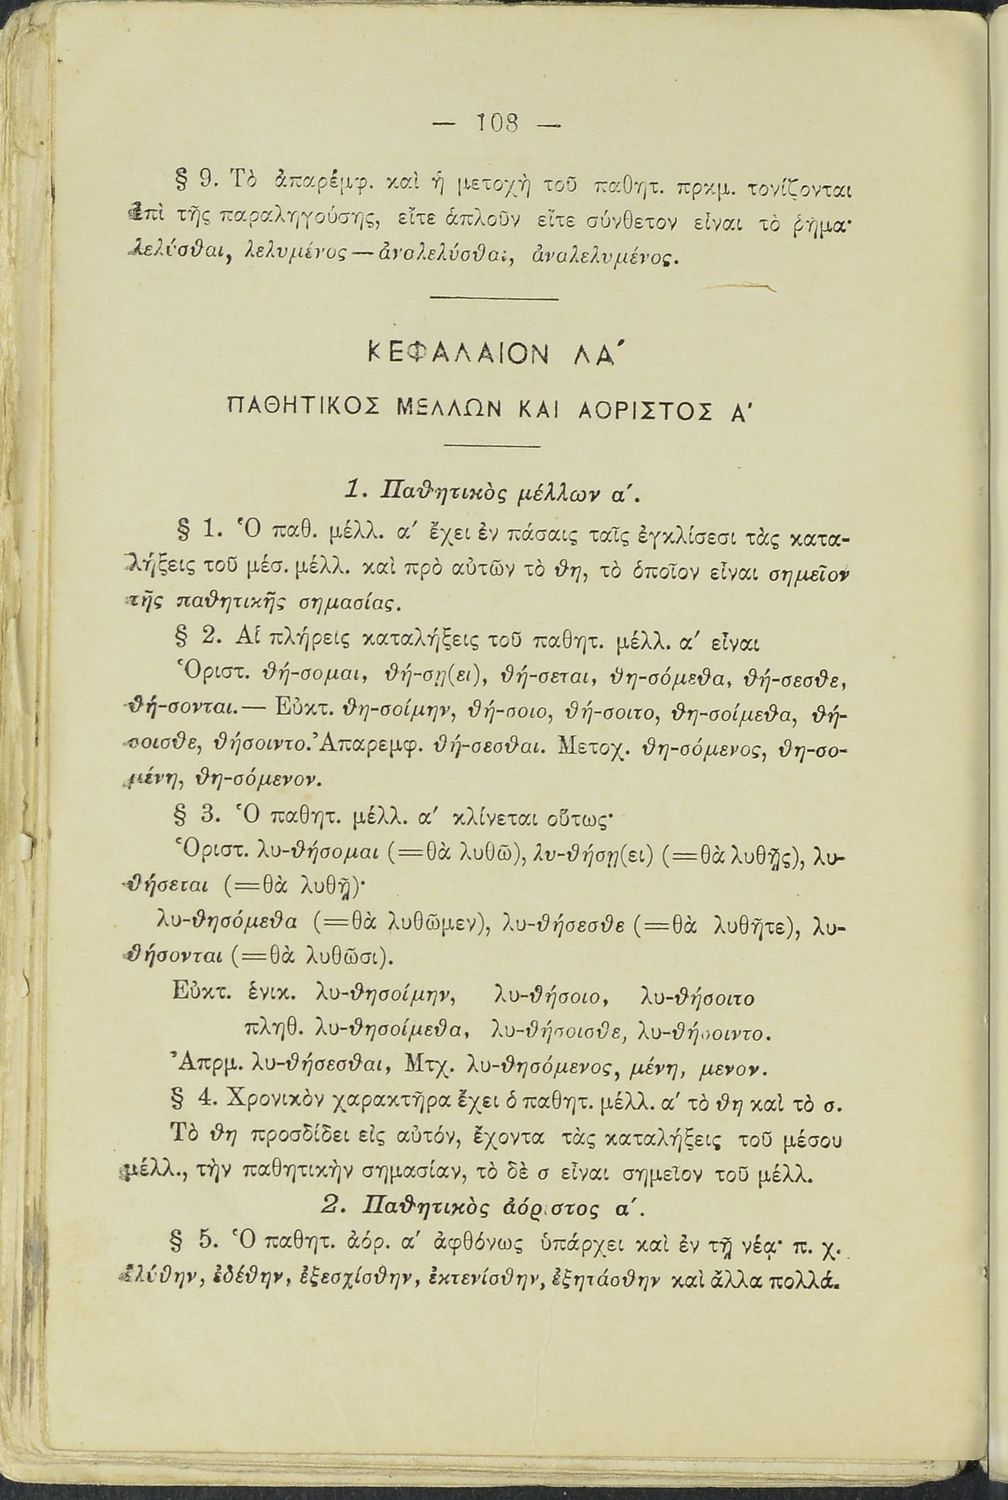 — 108 —
§ 9. Τὸ ἀπαρέμφ. καὶ ἡ μετοχὴ τοῦ παθητ. πρκμ. τονίζονται
ἐπὶ τῆς παραληγούσης, εἴτε ἁπλοῦν εἴτε σύνθετον εἶναι τὸ ῥῆμα·
λελύσθαι, λελυμένος — ἀναλελύσθαι, ἀναλελυμένος.
ΚΕΦΑΛΑΙΟΝ ΛΑ΄
ΠΑΘΗΤΙΚΟΣ ΜΕΛΛΩΝ ΚΑΙ ΑΟΡΙΣΤΟΣ Α΄
1. Παθητικὸς μέλλων α΄.
§ 1. Ὁ παθ. μέλλ. α΄ ἔχει ἐν πάσαις ταῖς ἐγκλίσεσι τὰς κατα-
λήξεις τοῦ μέσ. μέλλ. καὶ πρὸ αὐτῶν τὸ θη, τὸ ὁποῖον εἶναι σημεῖον
τῆς παθητικῆς σημασίας.
§ 2. Αἱ πλήρεις καταλήξεις τοῦ παθητ. μέλλ. α΄ εἶναι
Ὁριστ. θή-σομαι, θή-σῃ(ει), θή-σεται, θη-σόμεθα, θή-σεσθε,
θή-σονται.— Εὐκτ. θη-σοίμην, θή-σοιο, θή-σοιτο, θη-σοίμεθα, θή-
σοισθε, θήσοιντο. Ἀπαρεμφ. θή-σεσθαι. Μετοχ. θη-σόμενος, θη-σο-
μένη, θη-σόμενον.
§ 3. Ὁ παθητ. μέλλ. α΄ κλίνεται οὕτως·
Ὁριστ. λυ-θήσομαι (=θὰ λυθῶ), λυ-θήσῃ(ει) (=θὰ λυθῇς), λυ-
θήσεται (=θὰ λυθῇ)·
λυ-θησόμεθα (=θὰ λυθῶμεν), λυ-θήσεσθε (=θὰ λυθῆτε), λυ-
θήσονται (=θὰ λυθῶσι).
Εὐκτ. ἑνικ. λυ-θησοίμην, λυ-θήσοιο, λυ-θήσοιτο
πληθ. λυ-θησοίμεθα, λυ-θήσοισθε, λυ-θήσοιντο.
Ἀπρμ. λυ-θήσεσθαι, Μτχ. λυ-θησόμενος, μένη, μενον.
§ 4. Χρονικὸν χαρακτῆρα ἔχει ὁ παθητ. μέλλ. α΄ τὸ θη καὶ τὸ σ.
Τὸ θη προσδίδει εἰς αὐτόν, ἔχοντα τὰς καταλήξεις τοῦ μέσου
μέλλ., τὴν παθητικὴν σημασίαν, τὸ δὲ σ εἶναι σημεῖον τοῦ μέλλ.
2. Παθητικὸς ἀόριστος α΄.
§ 5. Ὁ παθητ. ἀόρ. α΄ ἀφθόνως ὑπάρχει καὶ ἐν τῇ νέᾳ· π. χ.
ἐλύθην, ἐδέθην, ἐξεσχίσθην, ἐκτενίσθην, ἐξητάσθην καὶ ἄλλα πολλά.